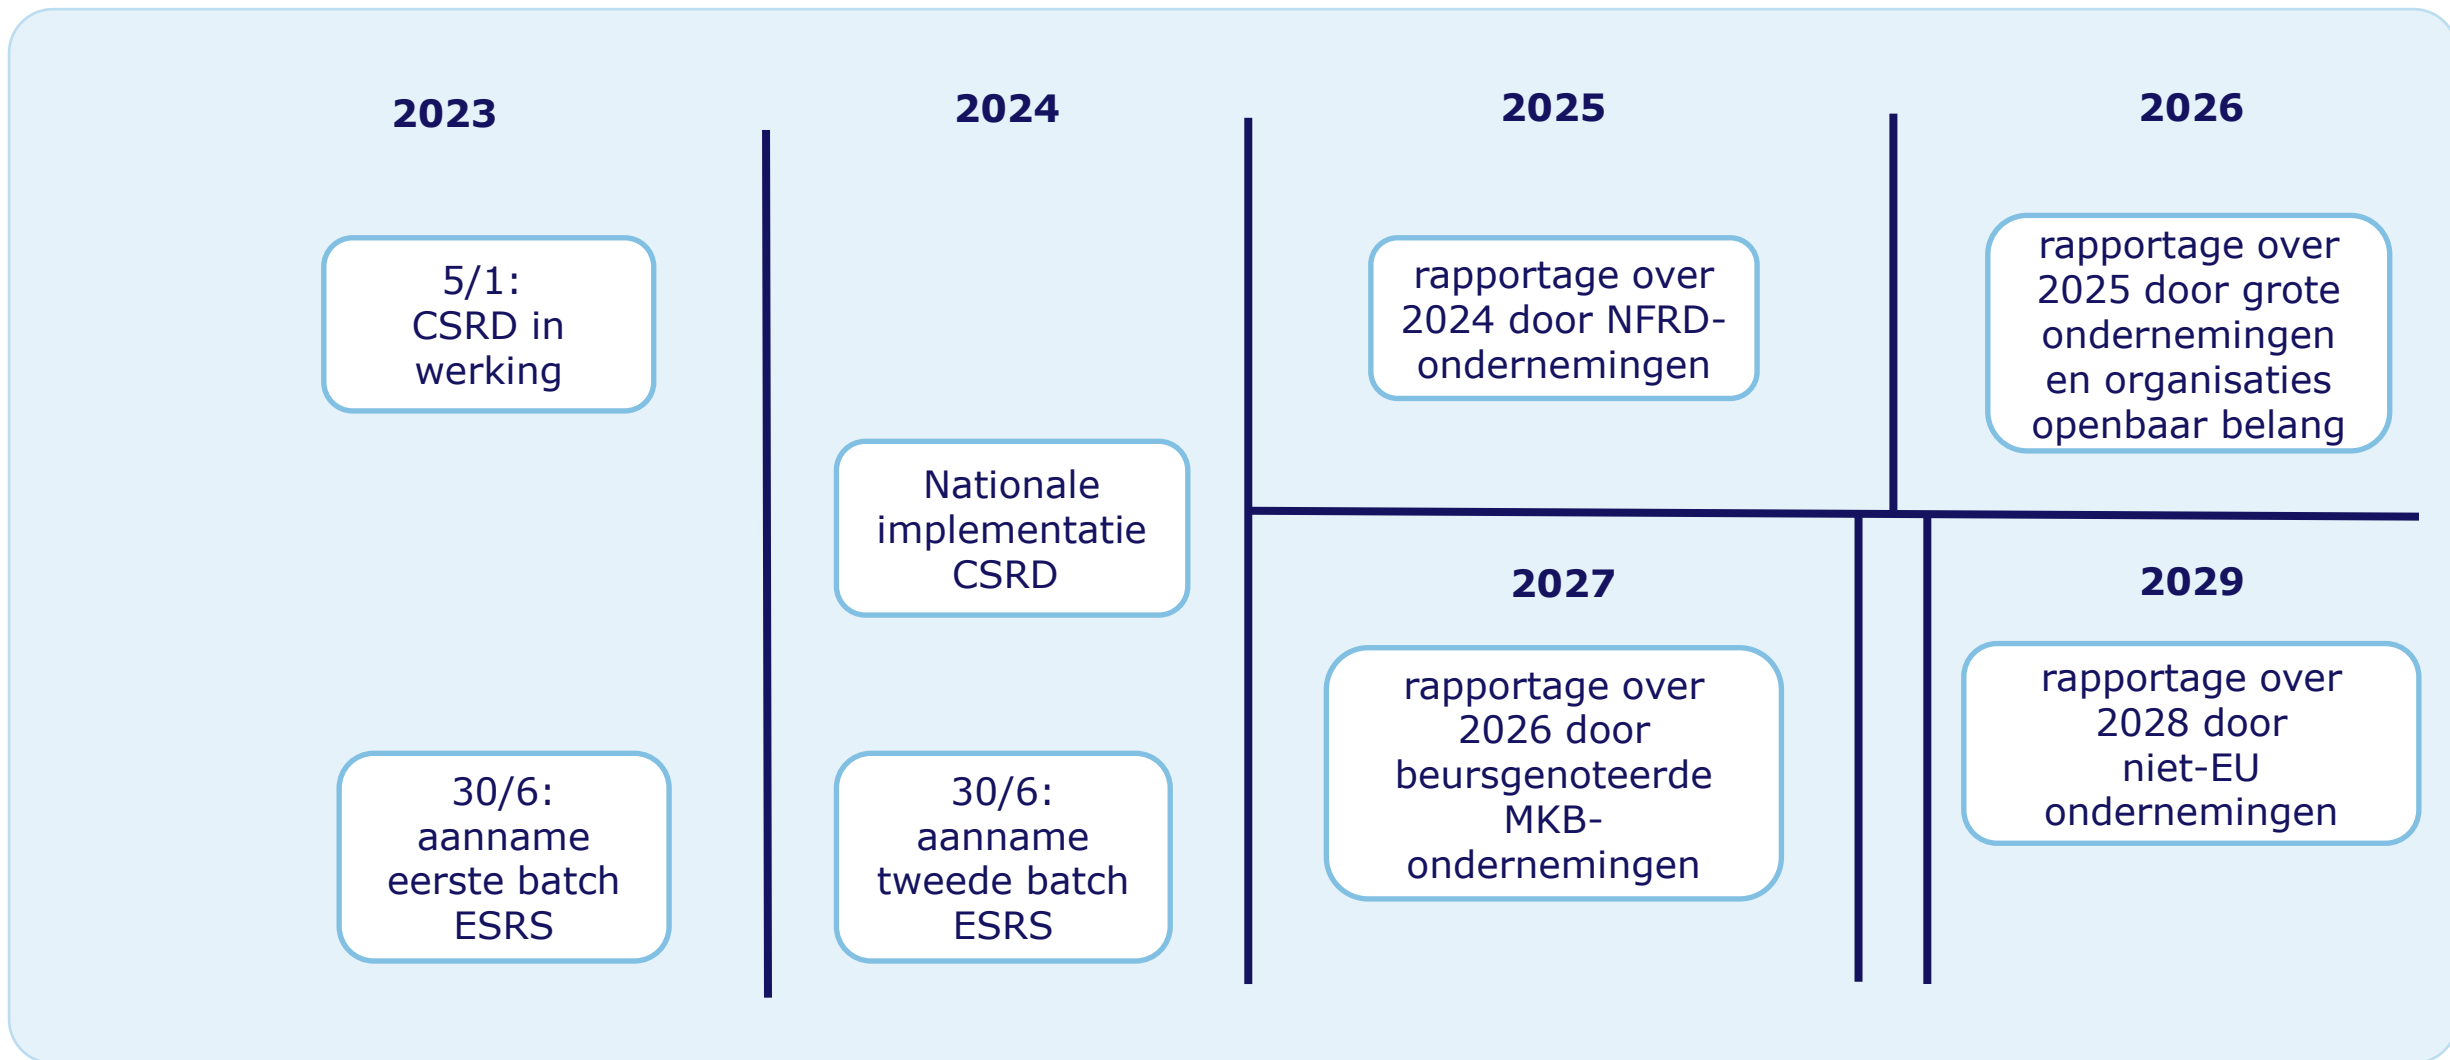 2023
5/1:
CSRD in
werking
30/6:
aanname
eerste batch
ESRS
2024
Nationale
implementatie
CSRD
30/6:
aanname
tweede batch
ESRS
2025
rapportage over
2024 door NFRD-
ondernemingen
2026
rapportage over
2025 door grote
ondernemingen
en organisaties
openbaar belang
2027
rapportage over
2026 door
beursgenoteerde
MKB-
ondernemingen
2029
rapportage over
2028 door
niet-EU
ondernemingen